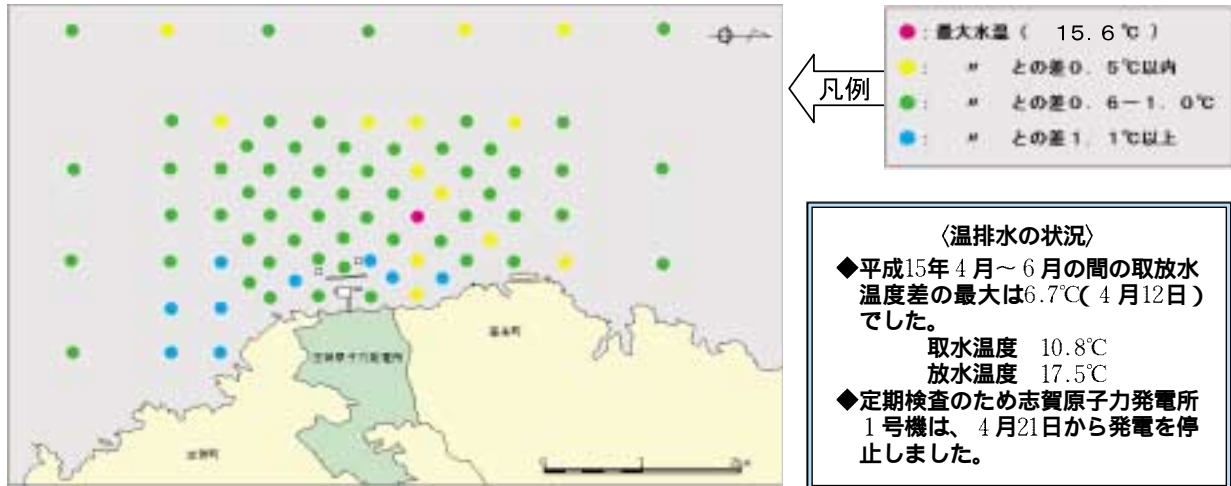 ●: 最大水温 ( 15.6℃ )
●: 〃 との差0.5℃以内
●: 〃 との差0.6－1.0℃
●: 〃 との差1.1℃以上
凡例
〈温排水の状況〉
◆平成15年4月～6月の間の取放水
温度差の最大は6.7℃(4月12日)
でした。
取水温度 10.8℃
放水温度 17.5℃
◆定期検査のため志賀原子力発電所
1号機は、4月21日から発電を停
止しました。
志賀原子力発電所
志賀町
0
2km